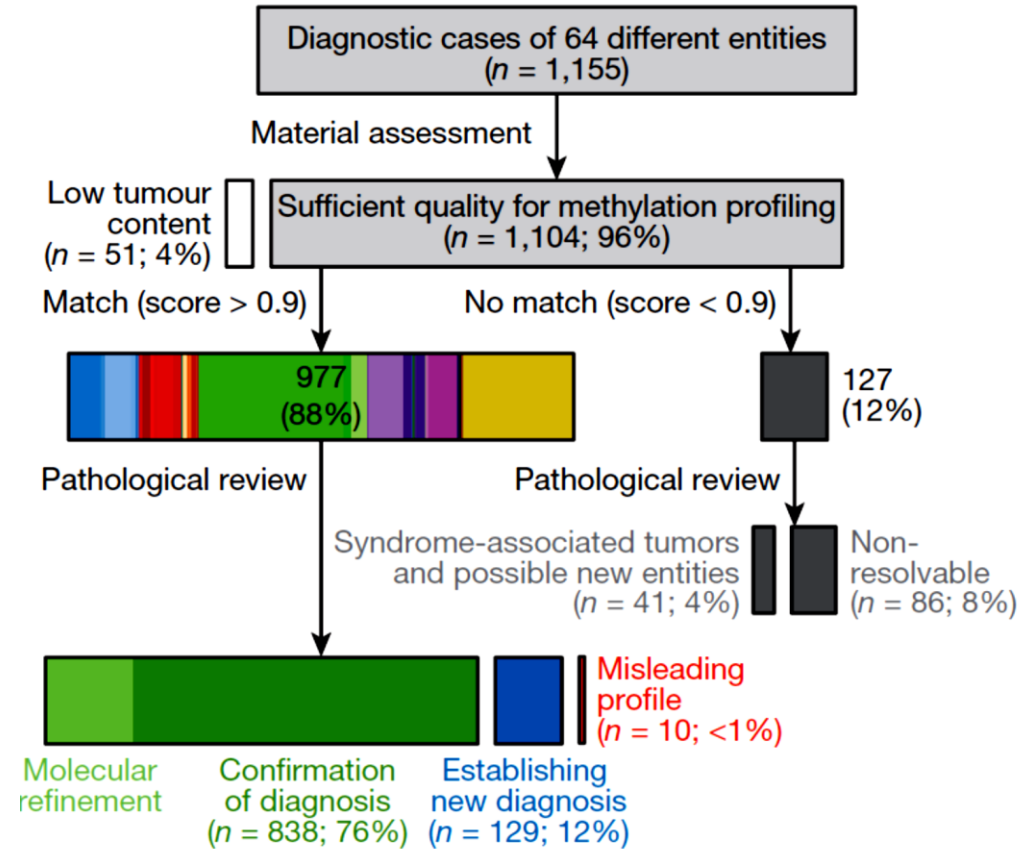 Diagnostic cases of 64 different entities
(n = 1,155)
Material assessment
Low tumour
content
(n = 51; 4%)
Sufficient quality for methylation profiling
(n = 1,104; 96%)
Match (score > 0.9)
No match (score < 0.9)
977
(88%)
127
(12%)
Pathological review
Pathological review
Syndrome-associated tumors
and possible new entities
(n = 41; 4%)
Non-
resolvable
(n = 86; 8%)
Misleading
profile
(n = 10; <1%)
Molecular
refinement
Confirmation
of diagnosis
(n = 838; 76%)
Establishing
new diagnosis
(n = 129; 12%)